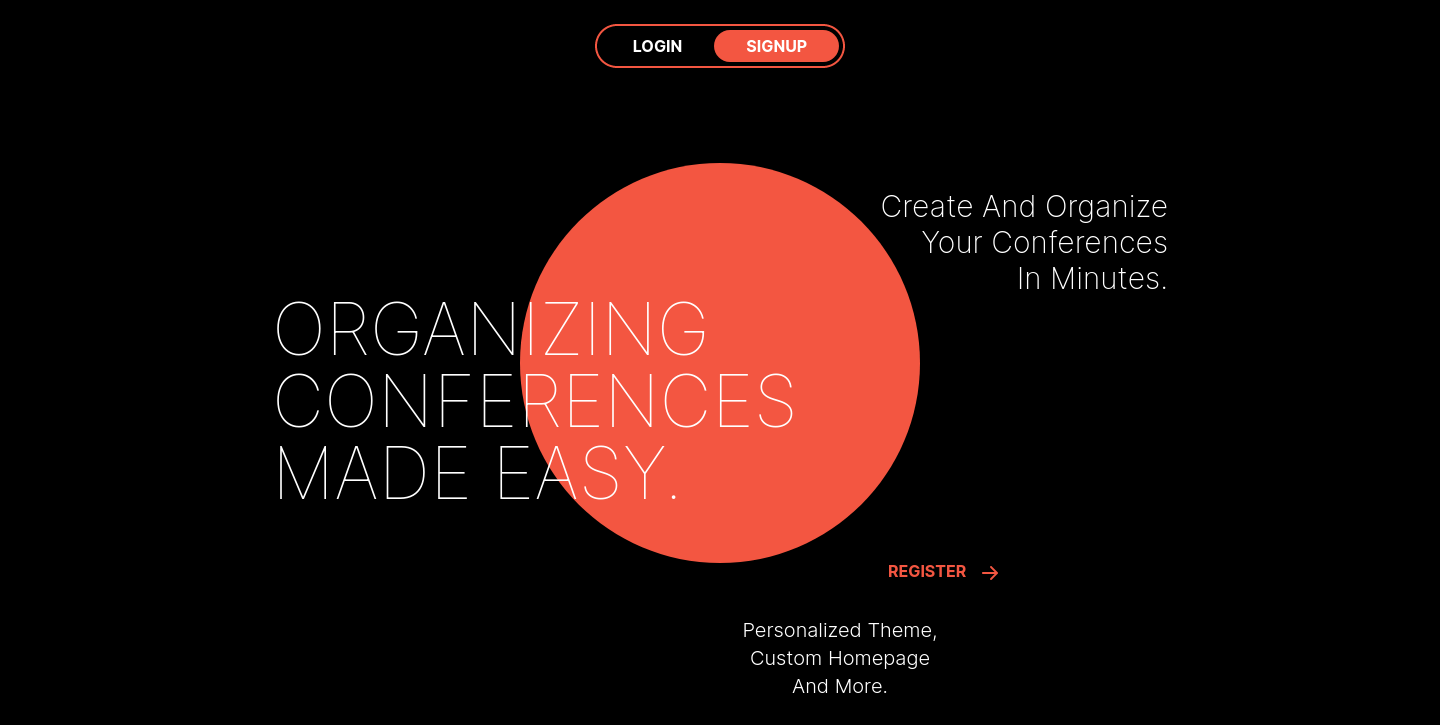 LOGIN SIGNUP
Create And Organize
Your Conferences
In Minutes.
ORGANIZING
CONFERENCES
MADE EASY.
REGISTER
Personalized Theme,
Custom Homepage
And More.